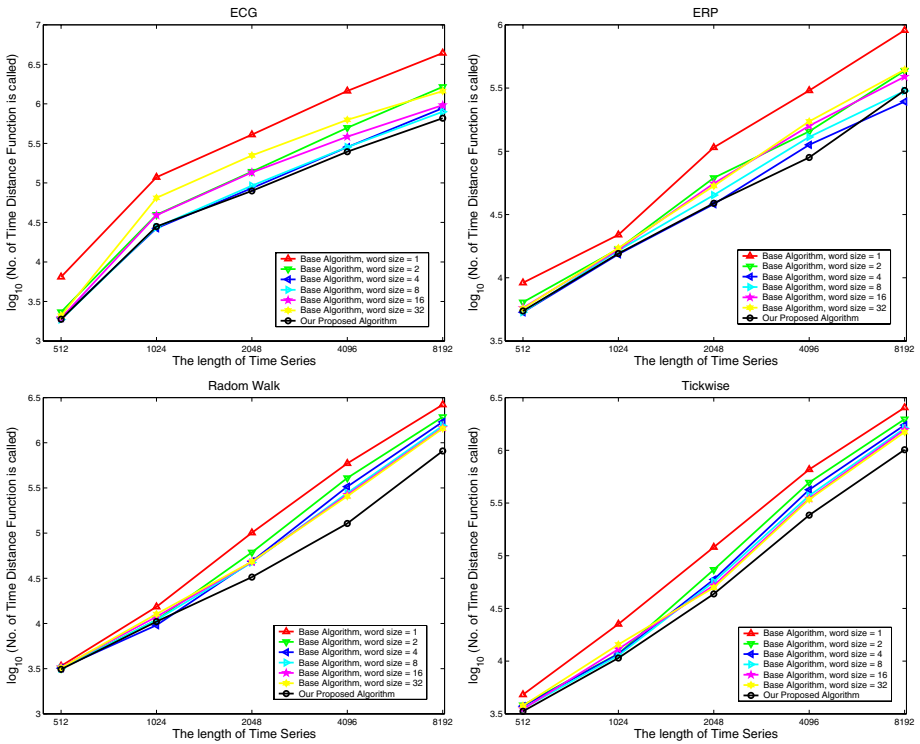 ECG
7
6.5
6
5.5
5
4.5
4
3.5
3
log10 (No. of Time Distance Function is called)
Base Algorithm, word size = 1
Base Algorithm, word size = 2
Base Algorithm, word size = 4
Base Algorithm, word size = 8
Base Algorithm, word size = 16
Base Algorithm, word size = 32
Our Proposed Algorithm
512 1024 2048 4096 8192
The length of Time Series
ERP
6
5.5
5
4.5
4
3.5
log10 (No. of Time Distance Function is called)
Base Algorithm, word size = 1
Base Algorithm, word size = 2
Base Algorithm, word size = 4
Base Algorithm, word size = 8
Base Algorithm, word size = 16
Base Algorithm, word size = 32
Our Proposed Algorithm
512 1024 2048 4096 8192
The length of Time Series
Radom Walk
6.5
6
5.5
5
4.5
4
3.5
3
log10 (No. of Time Distance Function is called)
Base Algorithm, word size = 1
Base Algorithm, word size = 2
Base Algorithm, word size = 4
Base Algorithm, word size = 8
Base Algorithm, word size = 16
Base Algorithm, word size = 32
Our Proposed Algorithm
512 1024 2048 4096 8192
The length of Time Series
Tickwise
6.5
6
5.5
5
4.5
4
3.5
log10 (No. of Time Distance Function is called)
Base Algorithm, word size = 1
Base Algorithm, word size = 2
Base Algorithm, word size = 4
Base Algorithm, word size = 8
Base Algorithm, word size = 16
Base Algorithm, word size = 32
Our Proposed Algorithm
512 1024 2048 4096 8192
The length of Time Series